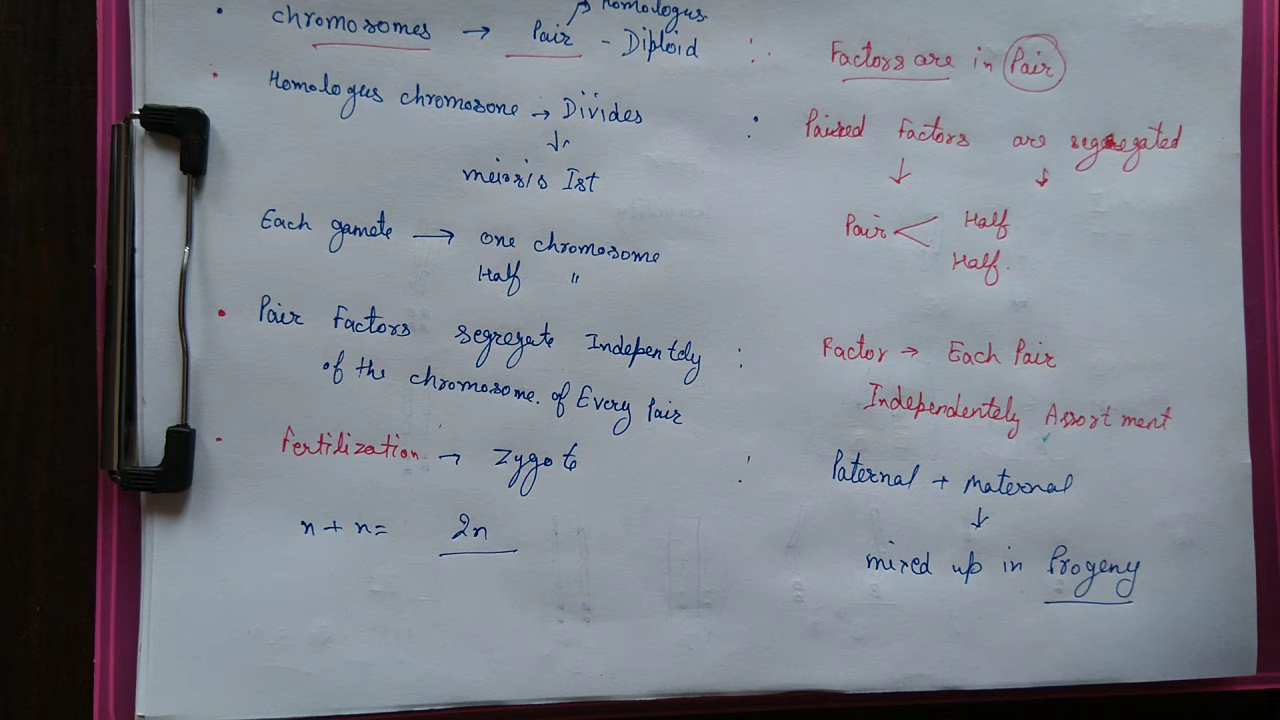 Homologus
chromosomes → Pair - Diploid ∴ Factors are in Pair
Homologus chromosone → Divides : Paired Factors are segregated
↓ ↓ ↓
meiosis Ist
Pair < Half
Half.
Each gamete → one chromosome
Half "
Pair Factors segregate Indepentdy : Factor → Each Pair
of the chromosome. of Every Pair
Independentely Assortment
Fertilization → Zygote : Paternal + Maternal
↓
n + n = 2n
mixed up in Progeny